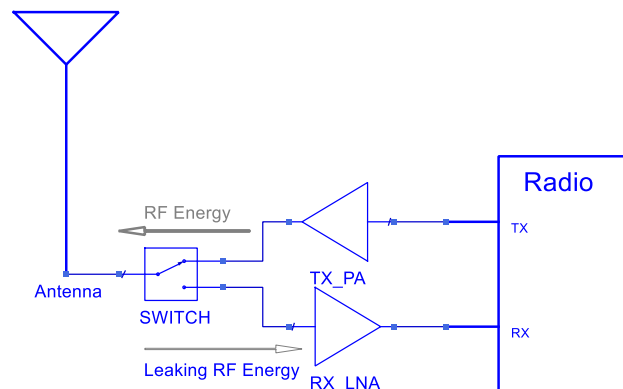 Radio
RF Energy
TX
TX_PA
Antenna
SWITCH
RX
Leaking RF Energy
RX_LNA